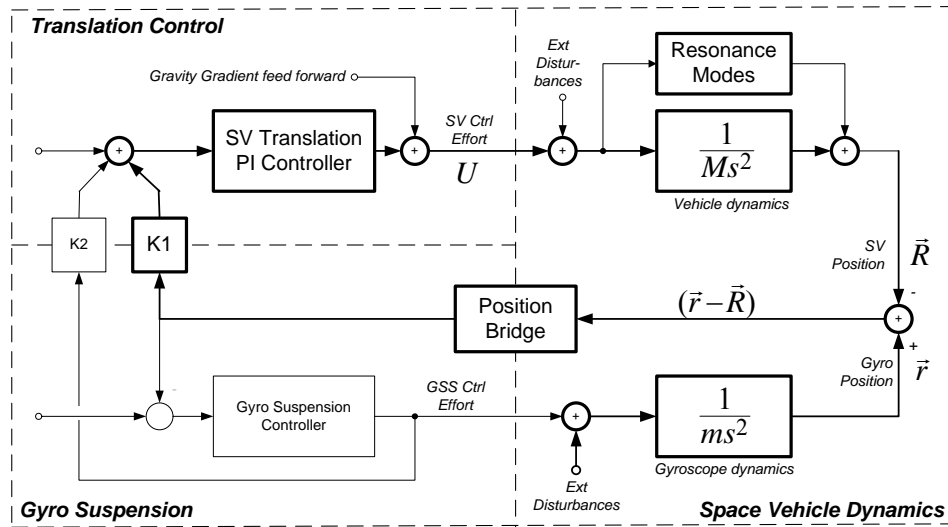 Translation Control
Gravity Gradient feed forward
SV Translation
PI Controller
+
+
SV Ctrl
Effort
U
Ext
Distur-
bances
+
Resonance
Modes
1
Ms²
Vehicle dynamics
+
K2
K1
SV
Position
R⃗
-
+
+
Position
Bridge
(r⃗ – R⃗)
Gyro
Position
r⃗
-
Gyro Suspension
Controller
GSS Ctrl
Effort
+
Ext
Disturbances
1
ms²
Gyroscope dynamics
Gyro Suspension
Space Vehicle Dynamics